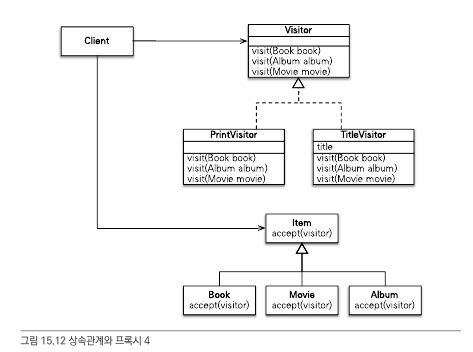 Visitor
Client
visit(Book book)
visit(Album album)
visit(Movie movie)
PrintVisitor
visit(Book book)
visit(Album album)
visit(Movie movie)
TitleVisitor
title
visit(Book book)
visit(Album album)
visit(Movie movie)
Item
accept(visitor)
Book
accept(visitor)
Movie
accept(visitor)
Album
accept(visitor)
그림 15.12 상속관계와 프록시 4